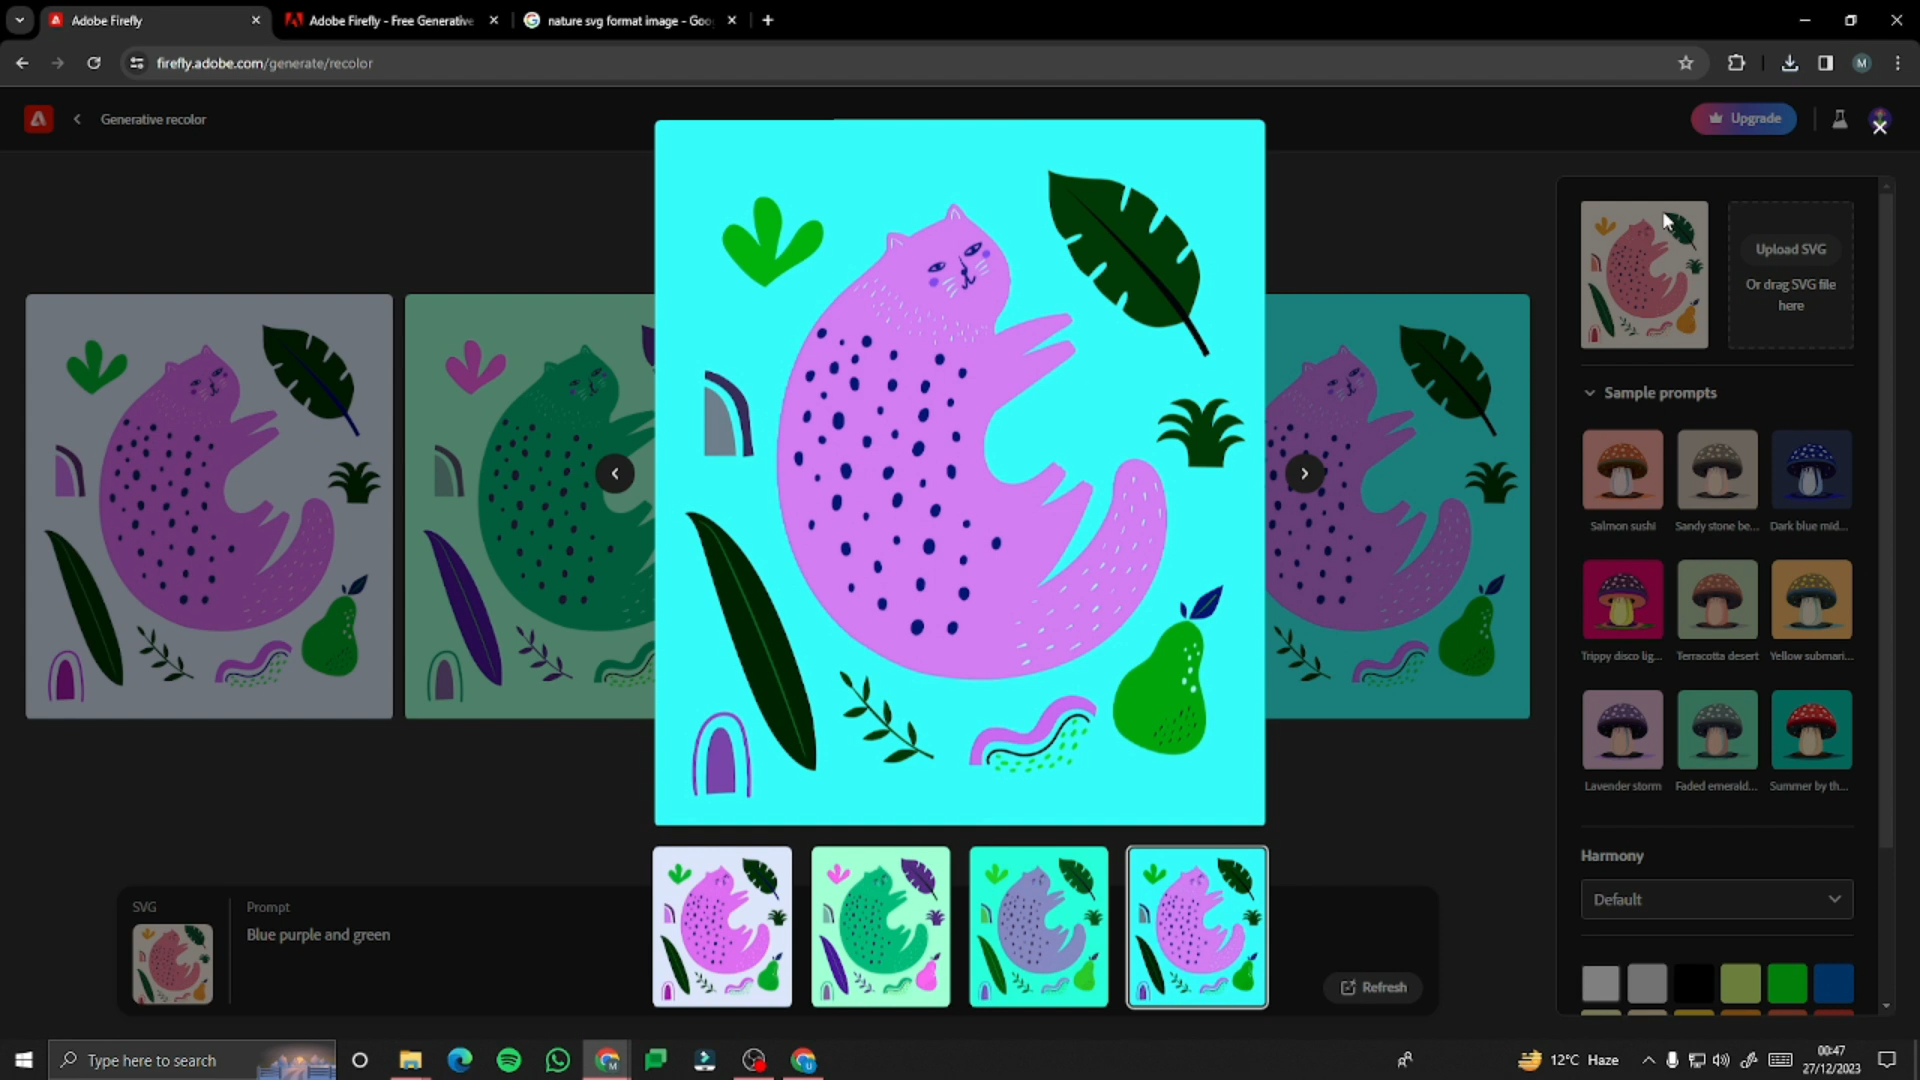 Adobe Firefly
Adobe Firefly - Free Generative
nature svg format image - Goo
firefly.adobe.com/generate/recolor
M
Generative recolor
Upgrade
Upload SVG
Or drag SVG file
here
Sample prompts
Salmon sushi
Sandy stone be...
Dark blue mid...
Trippy disco lig...
Terracotta desert
Yellow submari...
Lavender storm
Faded emerald...
Summer by th...
Harmony
Default
SVG
Prompt
Blue purple and green
Refresh
Type here to search
12°C Haze
00:47
27/12/2023